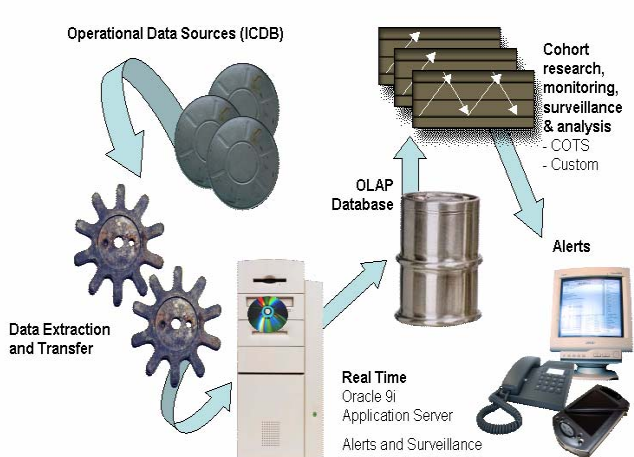 Operational Data Sources (ICDB)
Cohort
research,
monitoring,
surveillance
& analysis
- COTS
- Custom
OLAP
Database
Alerts
Data Extraction
and Transfer
Real Time
Oracle 9i
Application Server
Alerts and Surveillance